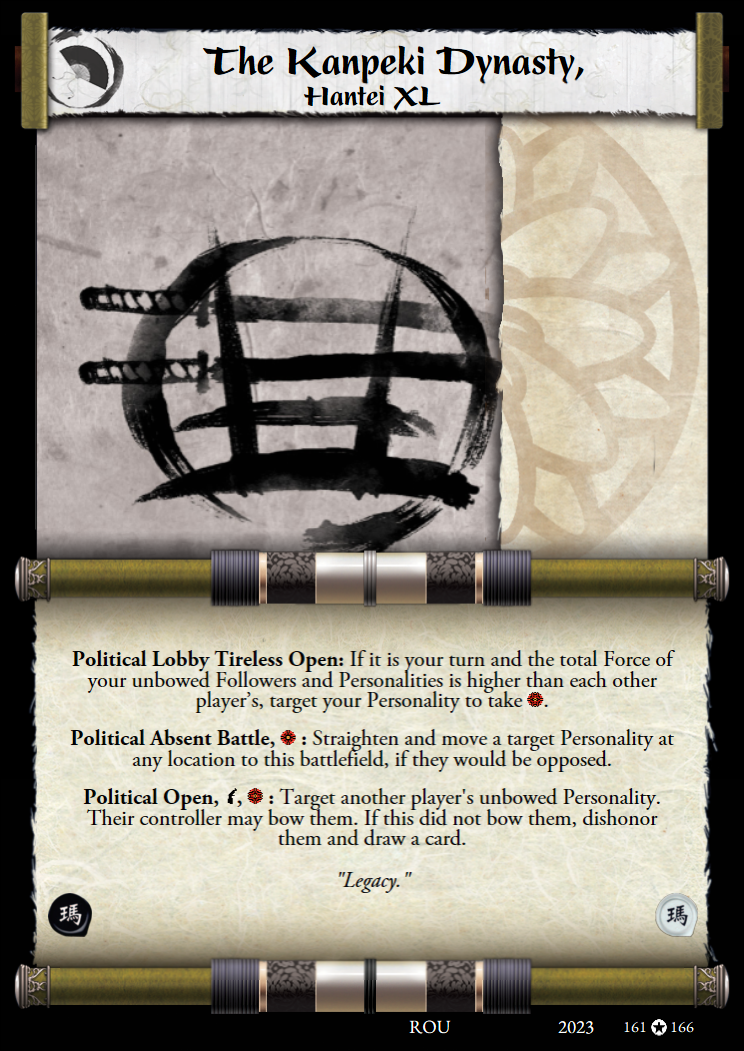 The Kanpeki Dynasty,
Hantei XL
Political Lobby Tireless Open: If it is your turn and the total Force of
your unbowed Followers and Personalities is higher than each other
player's, target your Personality to take .
Political Absent Battle, : Straighten and move a target Personality at
any location to this battlefield, if they would be opposed.
Political Open, , : Target another player's unbowed Personality.
Their controller may bow them. If this did not bow them, dishonor
them and draw a card.
"Legacy."
瑪 瑪
ROU 2023 161 166